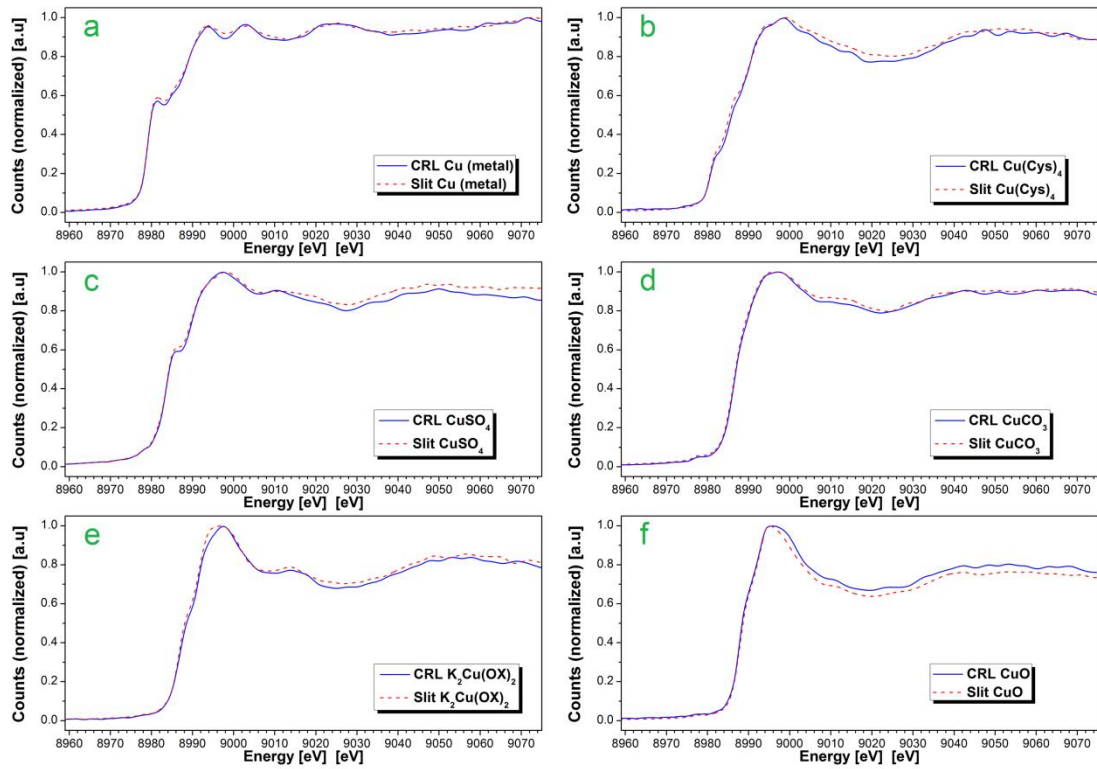 a
Counts (normalized) [a.u]
1.0
0.8
0.6
0.4
0.2
0.0
CRL Cu (metal)
Slit Cu (metal)
8960 8970 8980 8990 9000 9010 9020 9030 9040 9050 9060 9070
Energy [eV] [eV]
b
Counts (normalized) [a.u]
1.0
0.8
0.6
0.4
0.2
0.0
CRL Cu(Cys)₄
Slit Cu(Cys)₄
8960 8970 8980 8990 9000 9010 9020 9030 9040 9050 9060 9070
Energy [eV] [eV]
c
Counts (normalized) [a.u]
1.0
0.8
0.6
0.4
0.2
0.0
CRL CuSO₄
Slit CuSO₄
8960 8970 8980 8990 9000 9010 9020 9030 9040 9050 9060 9070
Energy [eV] [eV]
d
Counts (normalized) [a.u]
1.0
0.8
0.6
0.4
0.2
0.0
CRL CuCO₃
Slit CuCO₃
8960 8970 8980 8990 9000 9010 9020 9030 9040 9050 9060 9070
Energy [eV] [eV]
e
Counts (normalized) [a.u]
1.0
0.8
0.6
0.4
0.2
0.0
CRL K₂Cu(OX)₂
Slit K₂Cu(OX)₂
8960 8970 8980 8990 9000 9010 9020 9030 9040 9050 9060 9070
Energy [eV] [eV]
f
Counts (normalized) [a.u]
1.0
0.8
0.6
0.4
0.2
0.0
CRL CuO
Slit CuO
8960 8970 8980 8990 9000 9010 9020 9030 9040 9050 9060 9070
Energy [eV] [eV]